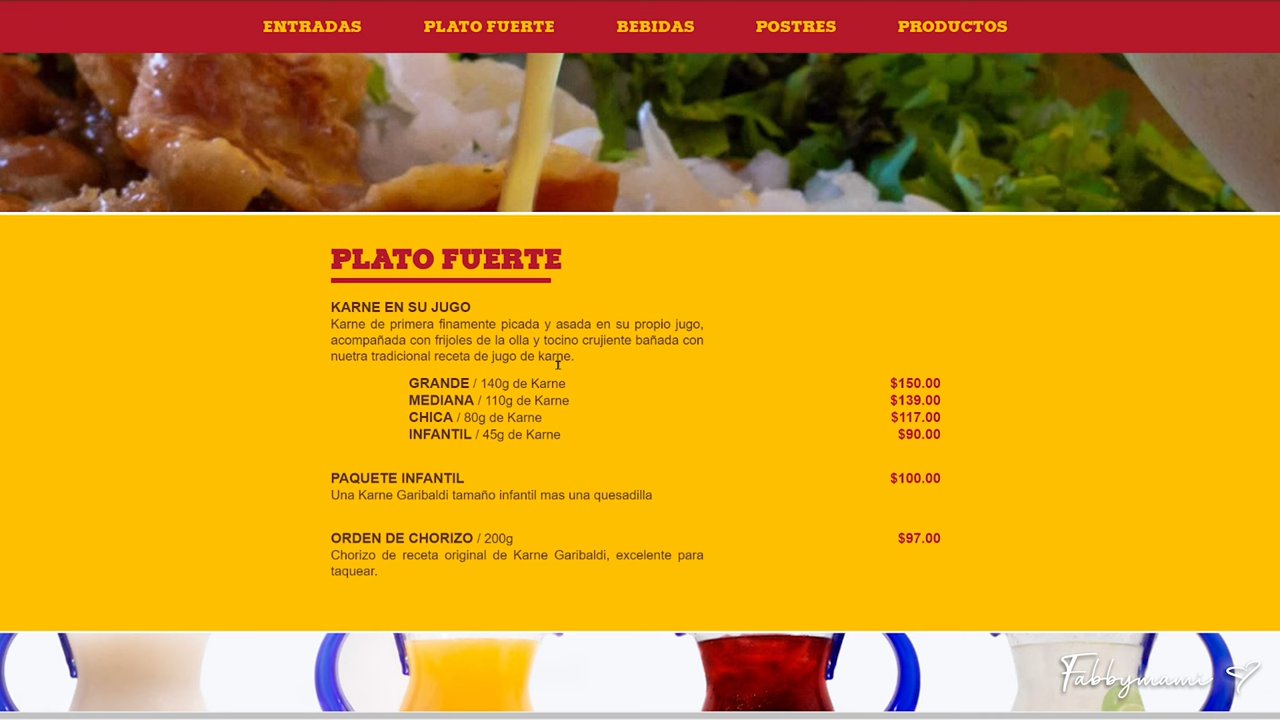 ENTRADAS PLATO FUERTE BEBIDAS POSTRES PRODUCTOS
PLATO FUERTE
KARNE EN SU JUGO
Karne de primera finamente picada y asada en su propio jugo,
acompañada con frijoles de la olla y tocino crujiente bañada con
nuetra tradicional receta de jugo de karne.
GRANDE / 140g de Karne $150.00
MEDIANA / 110g de Karne $139.00
CHICA / 80g de Karne $117.00
INFANTIL / 45g de Karne $90.00
PAQUETE INFANTIL $100.00
Una Karne Garibaldi tamaño infantil mas una quesadilla
ORDEN DE CHORIZO / 200g $97.00
Chorizo de receta original de Karne Garibaldi, excelente para
taquear.
Fabbymami